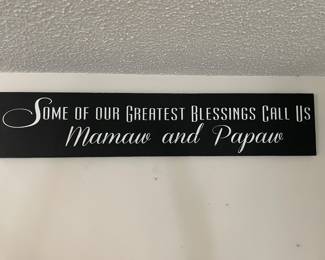 Some of our Greatest Blessings Call Us
Mamaw and Papaw